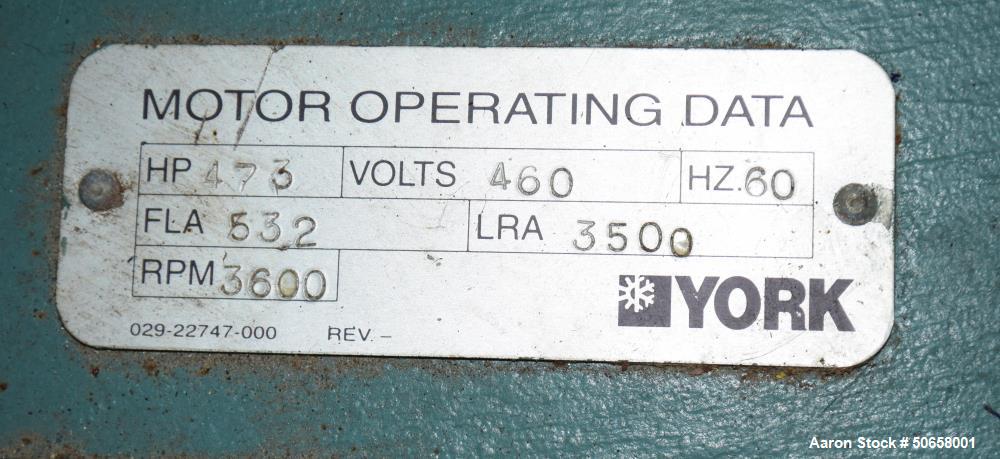 MOTOR OPERATING DATA
HP 473 VOLTS 460 HZ.60
FLA 532 LRA 3500
RPM 3600
YORK
029-22747-000 REV. –
Aaron Stock # 50658001